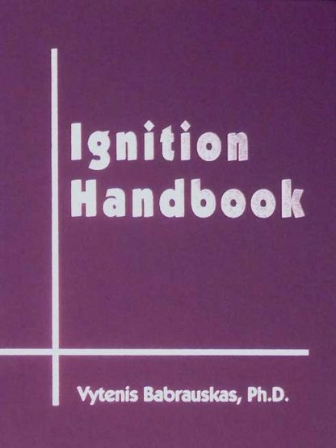 Ignition
Handbook
Vytenis Babrauskas, Ph.D.